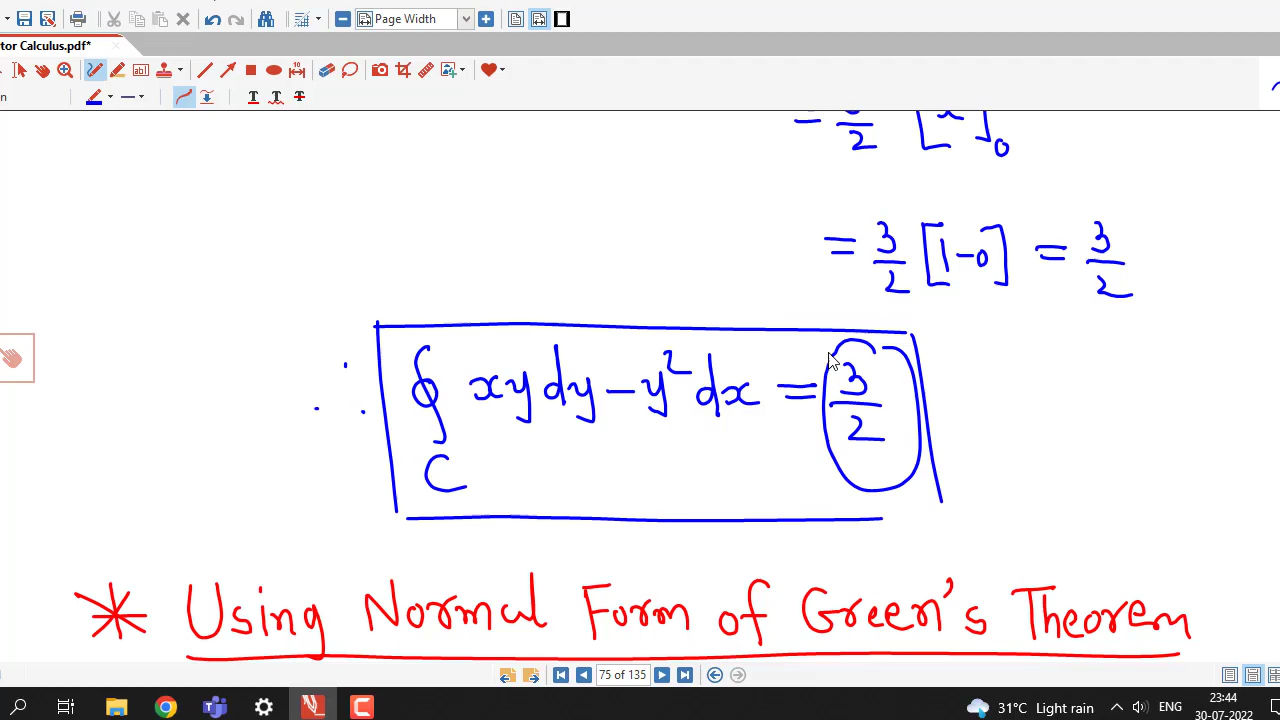 Page Width
tor Calculus.pdf*
= 3/2 [1-0] = 3/2
∴ ∮C xy dy - y² dx = 3/2
* Using Normal Form of Green's Theorem
75 of 135
31°C Light rain
ENG
23:44
30-07-2022